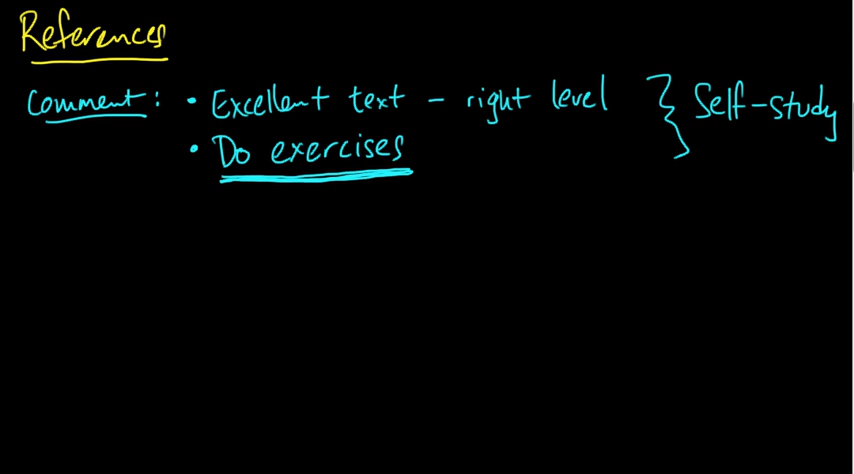 References
Comment: • Excellent text - right level } Self-study
• Do exercises